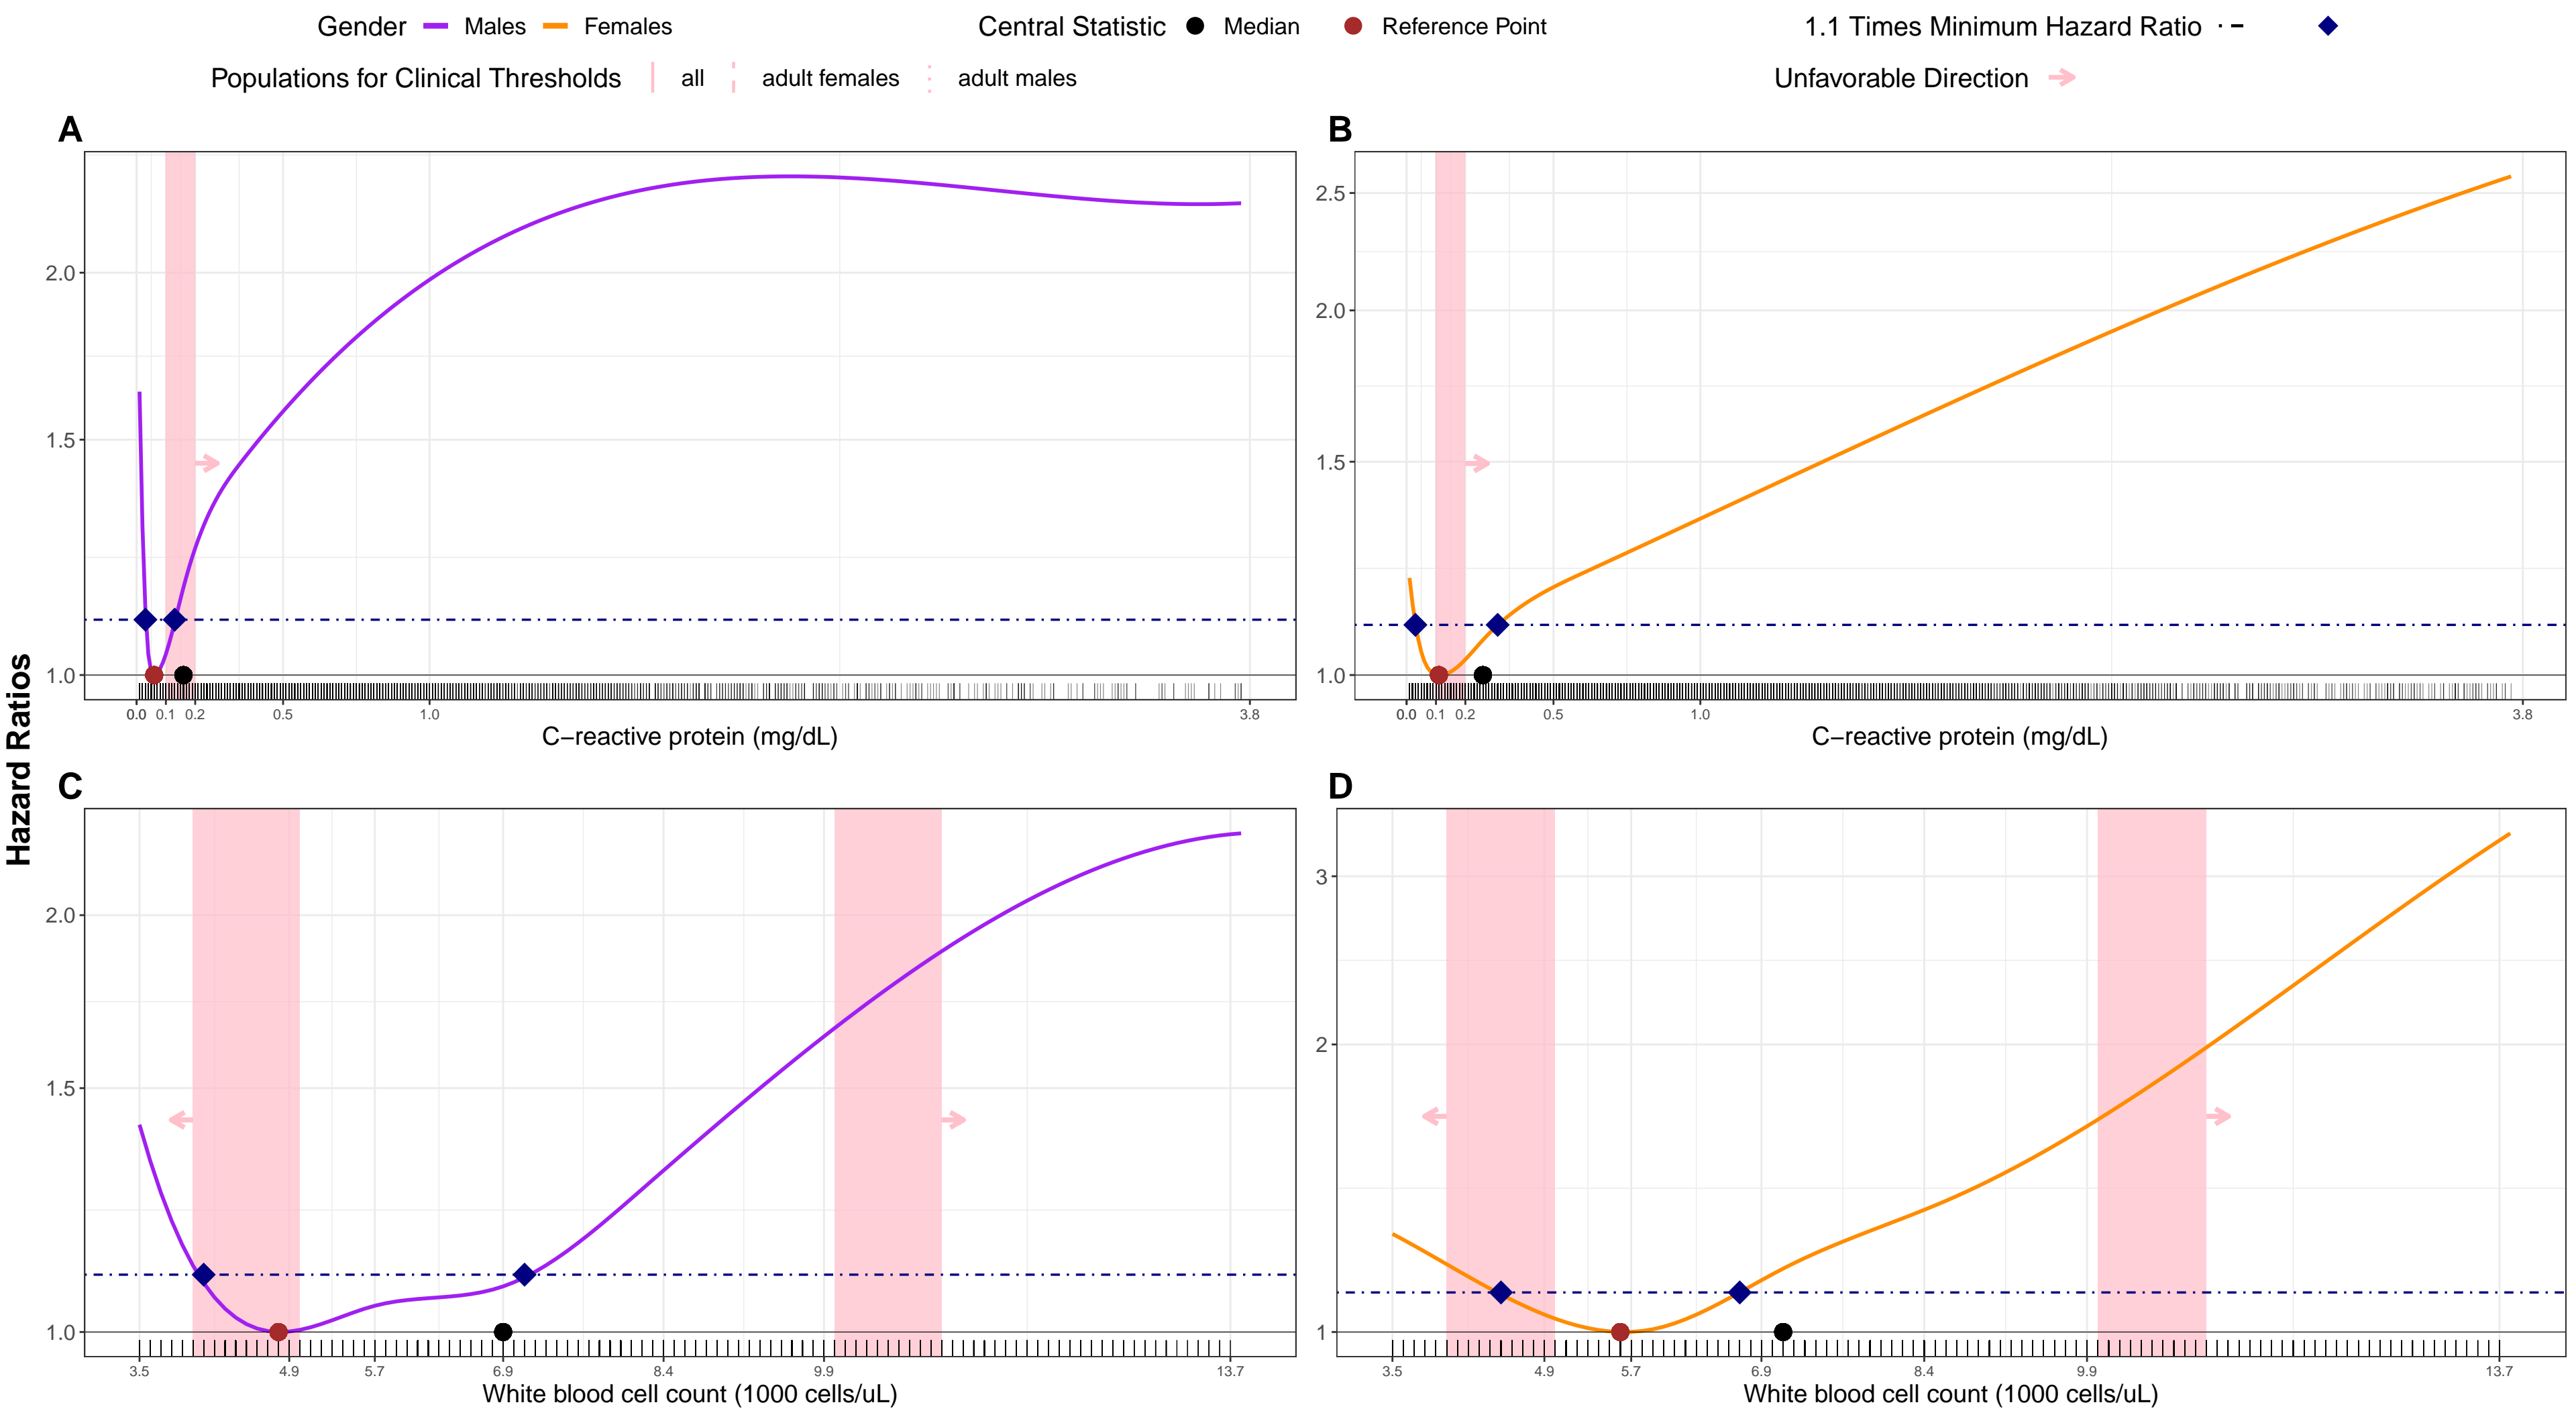 Gender Males Females Central Statistic Median Reference Point 1.1 Times Minimum Hazard Ratio
Populations for Clinical Thresholds all adult females adult males Unfavorable Direction
Hazard Ratios
A
2.0
1.5
1.0
0.0 0.1 0.2 0.5 1.0 3.8
C−reactive protein (mg/dL)
B
2.5
2.0
1.5
1.0
0.0 0.1 0.2 0.5 1.0 3.8
C−reactive protein (mg/dL)
C
2.0
1.5
1.0
3.5 4.9 5.7 6.9 8.4 9.9 13.7
White blood cell count (1000 cells/uL)
D
3
2
1
3.5 4.9 5.7 6.9 8.4 9.9 13.7
White blood cell count (1000 cells/uL)